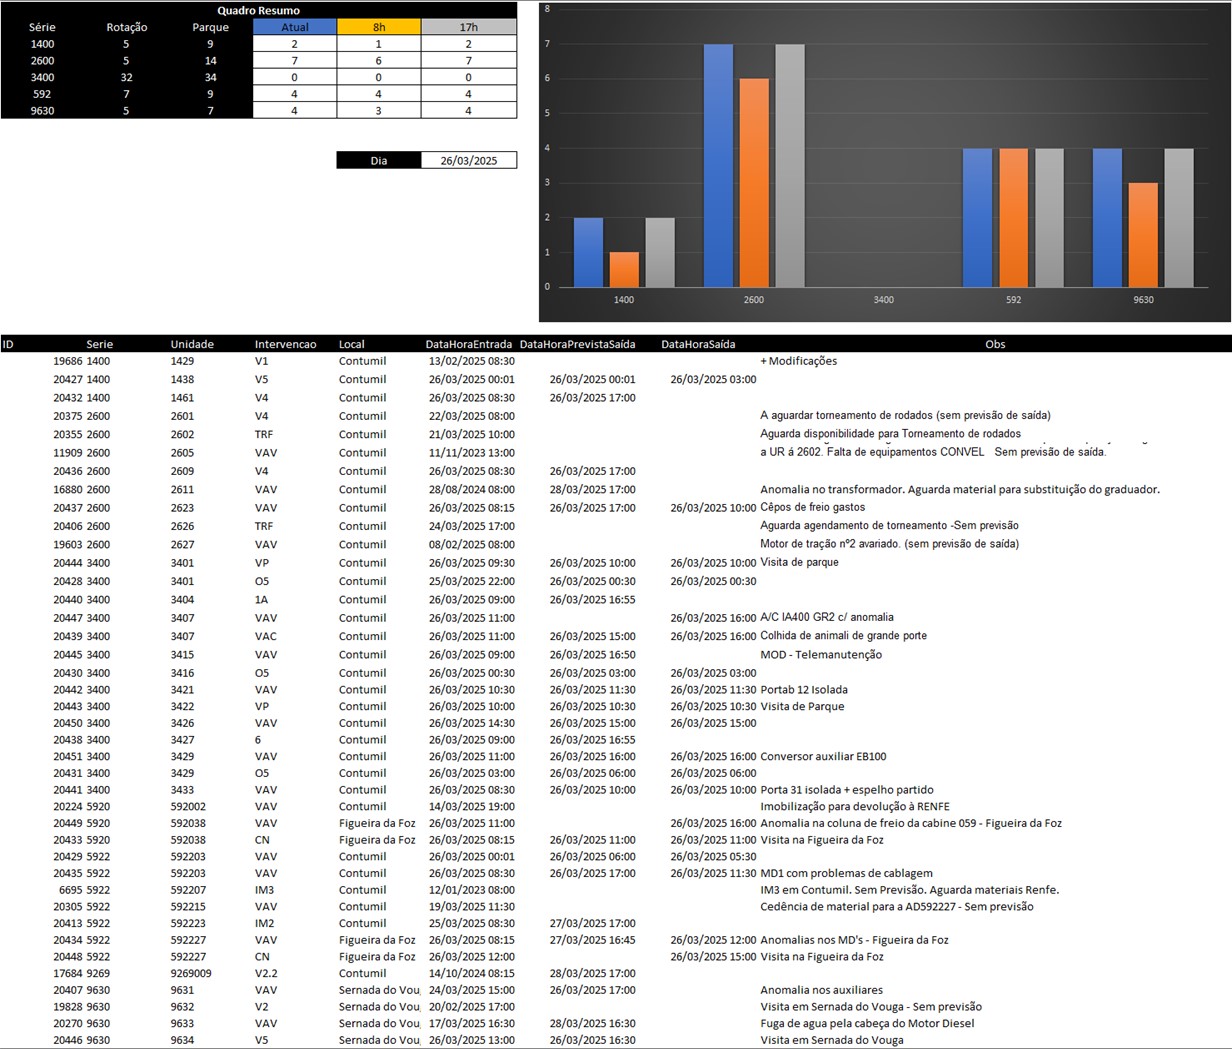 Quadro Resumo
Série Rotação Parque Atual 8h 17h
1400 5 9 2 1 2
2600 5 14 7 6 7
3400 32 34 0 0 0
592 7 9 4 4 4
9630 5 7 4 3 4
Dia 26/03/2025
8
7
6
5
4
3
2
1
0
1400 2600 3400 592 9630
ID Serie Unidade Intervencao Local DataHoraEntrada DataHoraPrevistaSaída DataHoraSaída Obs
19686 1400 1429 V1 Contumil 13/02/2025 08:30 + Modificações
20427 1400 1438 V5 Contumil 26/03/2025 00:01 26/03/2025 00:01 26/03/2025 03:00
20432 1400 1461 V4 Contumil 26/03/2025 08:30 26/03/2025 17:00
20375 2600 2601 V4 Contumil 22/03/2025 08:00 A aguardar torneamento de rodados (sem previsão de saída)
20355 2600 2602 TRF Contumil 21/03/2025 10:00 Aguarda disponibilidade para Torneamento de rodados
11909 2600 2605 VAV Contumil 11/11/2023 13:00 a UR á 2602. Falta de equipamentos CONVEL Sem previsão de saída.
20436 2600 2609 V4 Contumil 26/03/2025 08:30 26/03/2025 17:00
16880 2600 2611 VAV Contumil 28/08/2024 08:00 28/03/2025 17:00 Anomalia no transformador. Aguarda material para substituição do graduador.
20437 2600 2623 VAV Contumil 26/03/2025 08:15 26/03/2025 17:00 26/03/2025 10:00 Cêpos de freio gastos
20406 2600 2626 TRF Contumil 24/03/2025 17:00 Aguarda agendamento de torneamento -Sem previsão
19603 2600 2627 VAV Contumil 08/02/2025 08:00 Motor de tração nº2 avariado. (sem previsão de saída)
20444 3400 3401 VP Contumil 26/03/2025 09:30 26/03/2025 10:00 26/03/2025 10:00 Visita de parque
20428 3400 3401 O5 Contumil 25/03/2025 22:00 26/03/2025 00:30 26/03/2025 00:30
20440 3400 3404 1A Contumil 26/03/2025 09:00 26/03/2025 16:55
20447 3400 3407 VAV Contumil 26/03/2025 11:00 26/03/2025 16:00 A/C IA400 GR2 c/ anomalia
20439 3400 3407 VAC Contumil 26/03/2025 11:00 26/03/2025 15:00 26/03/2025 16:00 Colhida de animali de grande porte
20445 3400 3415 VAV Contumil 26/03/2025 09:00 26/03/2025 16:50 MOD - Telemanutenção
20430 3400 3416 O5 Contumil 26/03/2025 00:30 26/03/2025 03:00 26/03/2025 03:00
20442 3400 3421 VAV Contumil 26/03/2025 10:30 26/03/2025 11:30 26/03/2025 11:30 Portab 12 Isolada
20443 3400 3422 VP Contumil 26/03/2025 10:00 26/03/2025 10:30 26/03/2025 10:30 Visita de Parque
20450 3400 3426 VAV Contumil 26/03/2025 14:30 26/03/2025 15:00 26/03/2025 15:00
20438 3400 3427 6 Contumil 26/03/2025 09:00 26/03/2025 16:55
20451 3400 3429 VAV Contumil 26/03/2025 11:00 26/03/2025 16:00 26/03/2025 16:00 Conversor auxiliar EB100
20431 3400 3429 O5 Contumil 26/03/2025 03:00 26/03/2025 06:00 26/03/2025 06:00
20441 3400 3433 VAV Contumil 26/03/2025 08:30 26/03/2025 10:00 26/03/2025 10:00 Porta 31 isolada + espelho partido
20224 5920 592002 VAV Contumil 14/03/2025 19:00 Imobilização para devolução à RENFE
20449 5920 592038 VAV Figueira da Foz 26/03/2025 11:00 26/03/2025 16:00 Anomalia na coluna de freio da cabine 059 - Figueira da Foz
20433 5920 592038 CN Figueira da Foz 26/03/2025 08:15 26/03/2025 11:00 26/03/2025 11:00 Visita na Figueira da Foz
20429 5922 592203 VAV Contumil 26/03/2025 00:01 26/03/2025 06:00 26/03/2025 05:30
20435 5922 592203 VAV Contumil 26/03/2025 08:30 26/03/2025 17:00 26/03/2025 11:30 MD1 com problemas de cablagem
6695 5922 592207 IM3 Contumil 12/01/2023 08:00 IM3 em Contumil. Sem Previsão. Aguarda materiais Renfe.
20305 5922 592215 VAV Contumil 19/03/2025 11:30 Cedência de material para a AD592227 - Sem previsão
20413 5922 592223 IM2 Contumil 25/03/2025 08:30 27/03/2025 17:00
20434 5922 592227 VAV Figueira da Foz 26/03/2025 08:15 27/03/2025 16:45 26/03/2025 12:00 Anomalias nos MD's - Figueira da Foz
20448 5922 592227 CN Figueira da Foz 26/03/2025 12:00 26/03/2025 15:00 Visita na Figueira da Foz
17684 9269 9269009 V2.2 Contumil 14/10/2024 08:15 28/03/2025 17:00
20407 9630 9631 VAV Sernada do Vou 24/03/2025 15:00 26/03/2025 17:00 Anomalia nos auxiliares
19828 9630 9632 V2 Sernada do Vou 20/02/2025 17:00 Visita em Sernada do Vouga - Sem previsão
20270 9630 9633 VAV Sernada do Vou 17/03/2025 16:30 28/03/2025 16:30 Fuga de agua pela cabeça do Motor Diesel
20446 9630 9634 V5 Sernada do Vou 26/03/2025 13:00 26/03/2025 16:30 Visita em Sernada do Vouga